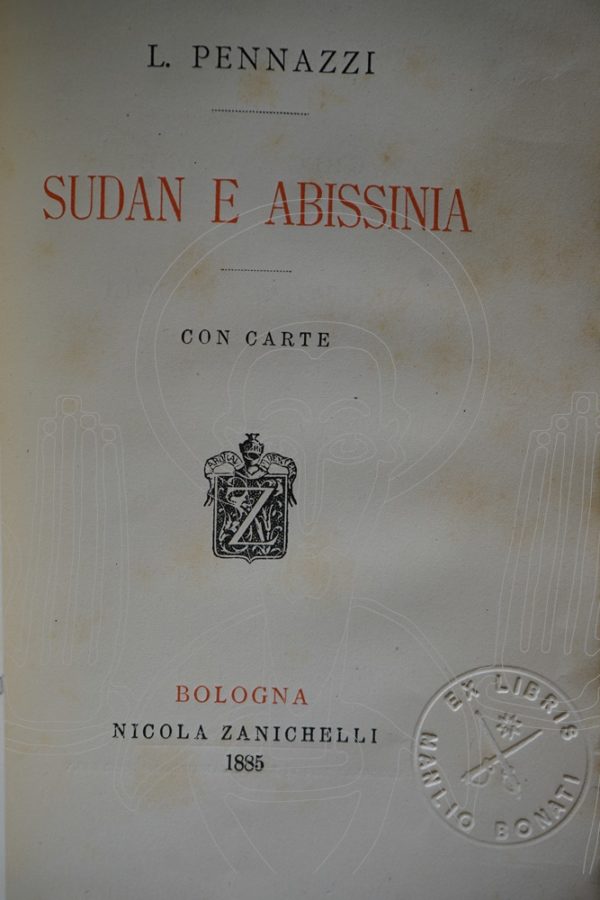 L. PENNAZZI
SUDAN E ABISSINIA
CON CARTE
Z
BOLOGNA
NICOLA ZANICHELLI
1885
EX LIBRIS
MANLIO BONATI